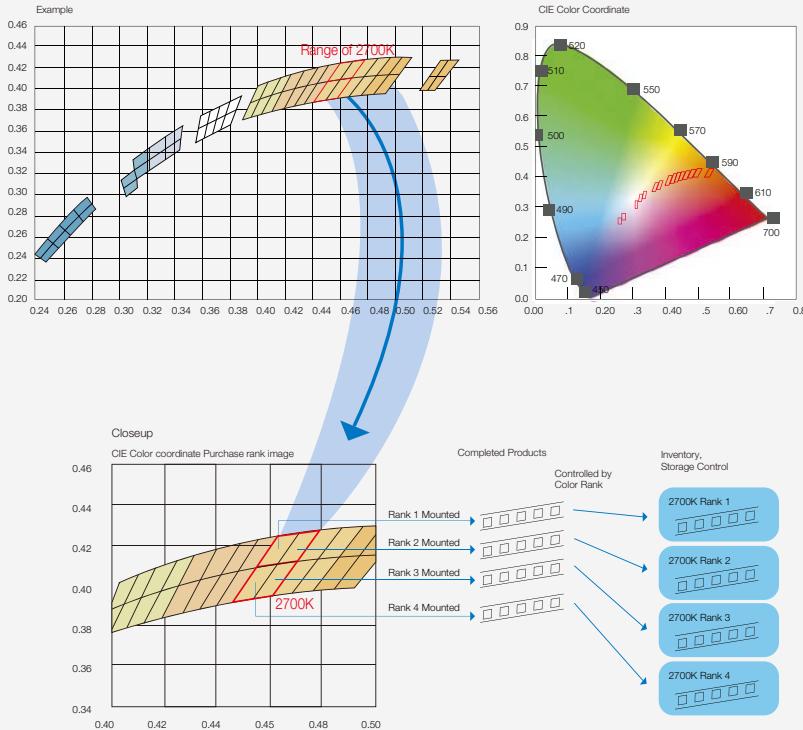 Example
0.46
0.44
0.42
0.40
0.38
0.36
0.34
0.32
0.30
0.28
0.26
0.24
0.22
0.20
0.24 0.26 0.28 0.30 0.32 0.34 0.36 0.38 0.40 0.42 0.44 0.46 0.48 0.50 0.52 0.54 0.56
Range of 2700K
CIE Color Coordinate
0.9
0.8
0.7
0.6
0.5
0.4
0.3
0.2
0.1
0.0
0.00 .1 0.20 .3 0.40 .5 0.60 .7 0.8
520
510
550
500
570
590
490
610
700
470
450
Closeup
CIE Color coordinate Purchase rank image
0.46
0.44
0.42
0.40
0.38
0.36
0.34
0.40 0.42 0.44 0.45 0.48 0.50
2700K
Rank 1 Mounted
Rank 2 Mounted
Rank 3 Mounted
Rank 4 Mounted
Completed Products
Controlled by
Color Rank
Inventory,
Storage Control
2700K Rank 1
2700K Rank 2
2700K Rank 3
2700K Rank 4